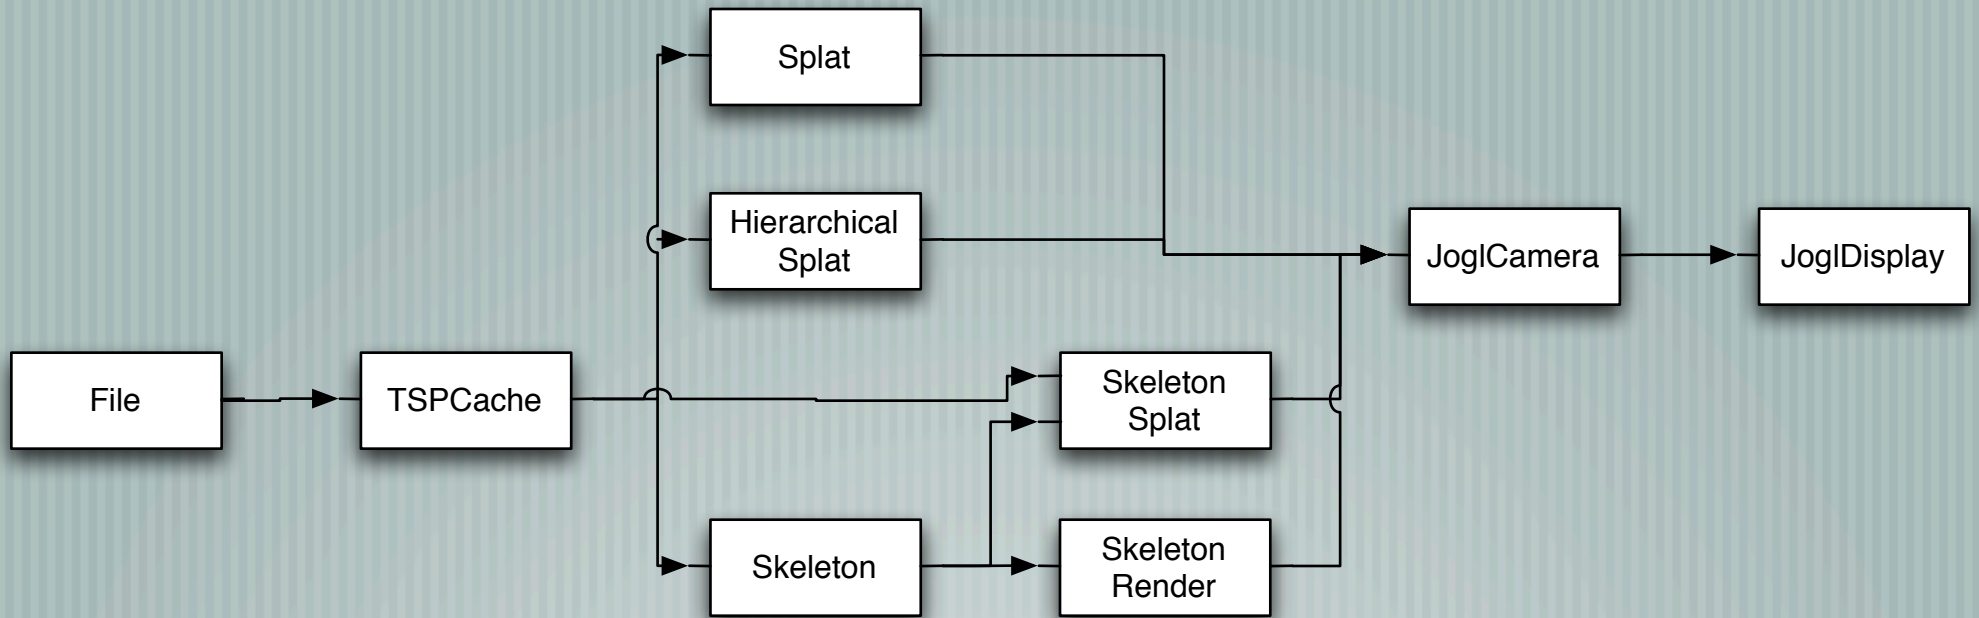 Splat
Hierarchical
Splat
JoglCamera
JoglDisplay
File
TSPCache
Skeleton
Splat
Skeleton
Skeleton
Render